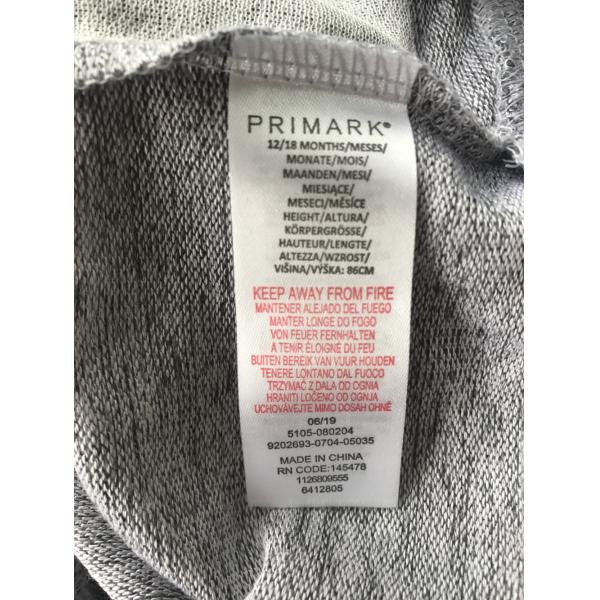 PRIMARK®
12/18 MONTHS/MESES/
MONATE/MOIS/
MAANDEN/MESI/
MIESIĄCE/
MESECI/MĚSÍCE
HEIGHT/ALTURA/
KÖRPERGRÖSSE/
HAUTEUR/LENGTE/
ALTEZZA/WZROST/
VIŠINA/VÝŠKA: 86CM
KEEP AWAY FROM FIRE
MANTENER ALEJADO DEL FUEGO
MANTER LONGE DO FOGO
VON FEUER FERNHALTEN
A TENIR ÉLOIGNÉ DU FEU
BUITEN BEREIK VAN VUUR HOUDEN
TENERE LONTANO DAL FUOCO
TRZYMAĆ Z DALA OD OGNIA
HRANITI LOČENO OD OGNJA
UCHOVÁVEJTE MIMO DOSAH OHNĚ
06/19
5105-080204
9202693-0704-05035
MADE IN CHINA
RN CODE:145478
1126809555
6412805